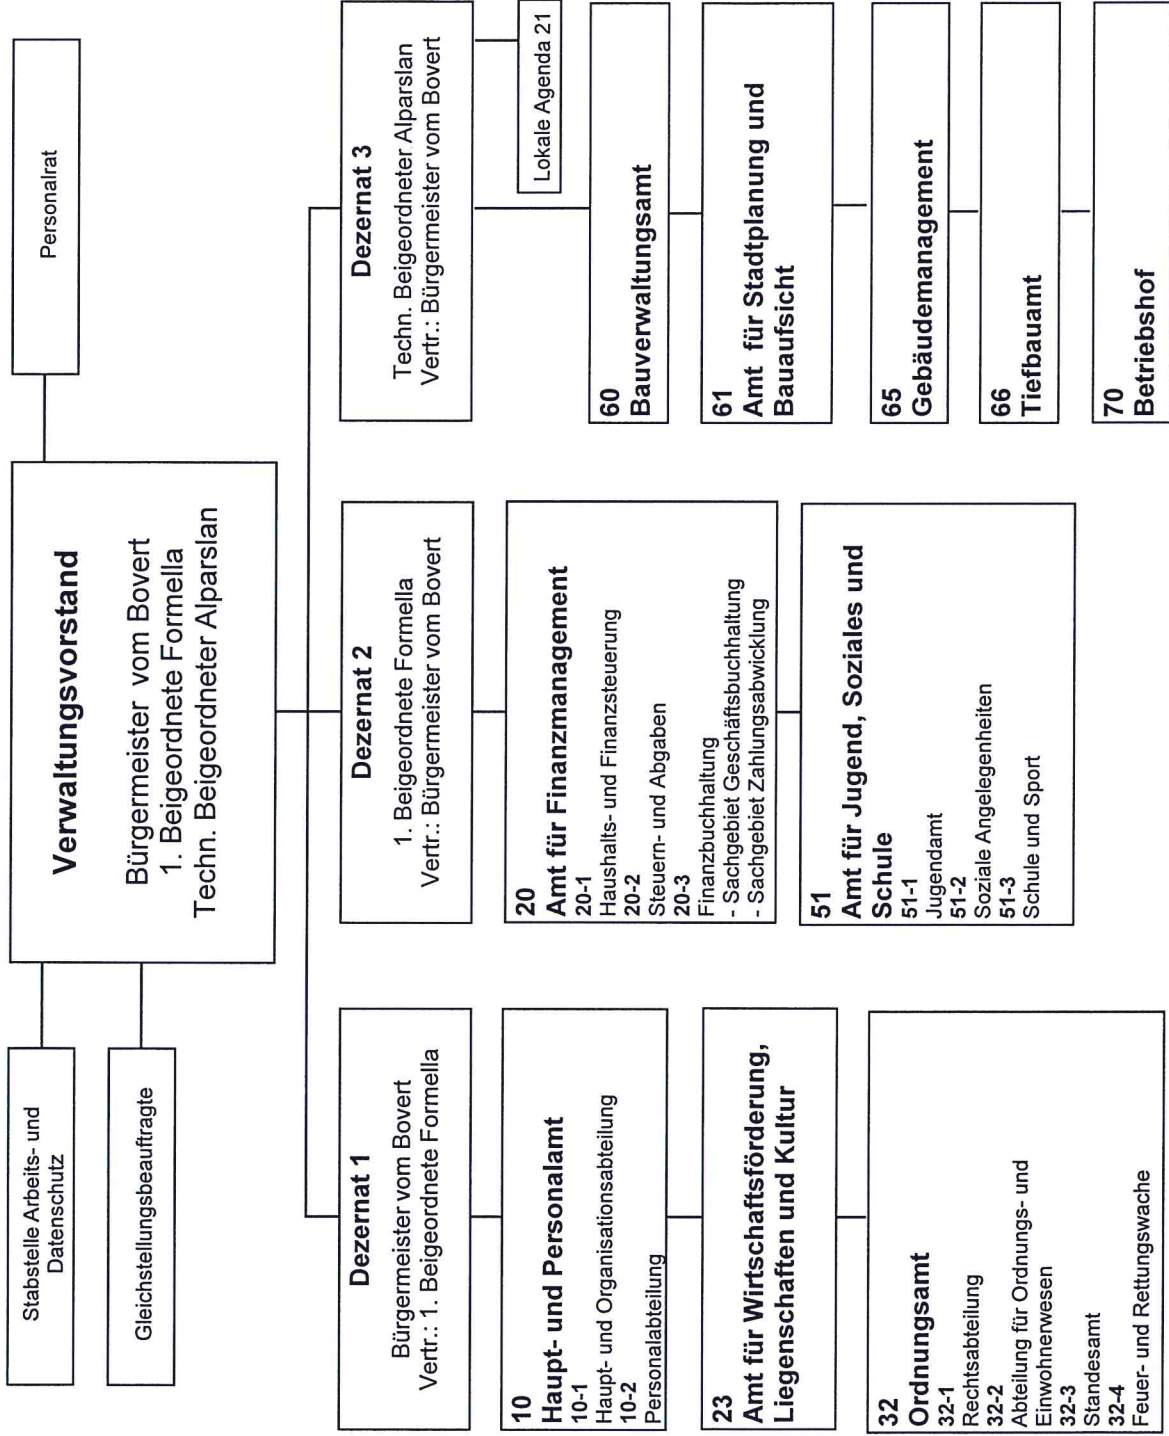 Stabstelle Arbeits- und
Datenschutz
Gleichstellungsbeauftragte
Verwaltungsvorstand
Bürgermeister vom Bovert
1. Beigeordnete Formella
Techn. Beigeordneter Alparslan
Personalrat
Dezernat 1
Bürgermeister vom Bovert
Vertr.: 1. Beigeordnete Formella
10
Haupt- und Personalamt
10-1
Haupt- und Organisationsabteilung
10-2
Personalabteilung
23
Amt für Wirtschaftsförderung,
Liegenschaften und Kultur
32
Ordnungsamt
32-1
Rechtsabteilung
32-2
Abteilung für Ordnungs- und
Einwohnerwesen
32-3
Standesamt
32-4
Feuer- und Rettungswache
Dezernat 2
1. Beigeordnete Formella
Vertr.: Bürgermeister vom Bovert
20
Amt für Finanzmanagement
20-1
Haushalts- und Finanzsteuerung
20-2
Steuern- und Abgaben
20-3
Finanzbuchhaltung
- Sachgebiet Geschäftsbuchhaltung
- Sachgebiet Zahlungsabwicklung
51
Amt für Jugend, Soziales und
Schule
51-1
Jugendamt
51-2
Soziale Angelegenheiten
51-3
Schule und Sport
Dezernat 3
Techn. Beigeordneter Alparslan
Vertr.: Bürgermeister vom Bovert
Lokale Agenda 21
60
Bauverwaltungsamt
61
Amt für Stadtplanung und
Bauaufsicht
65
Gebäudemanagement
66
Tiefbauamt
70
Betriebshof